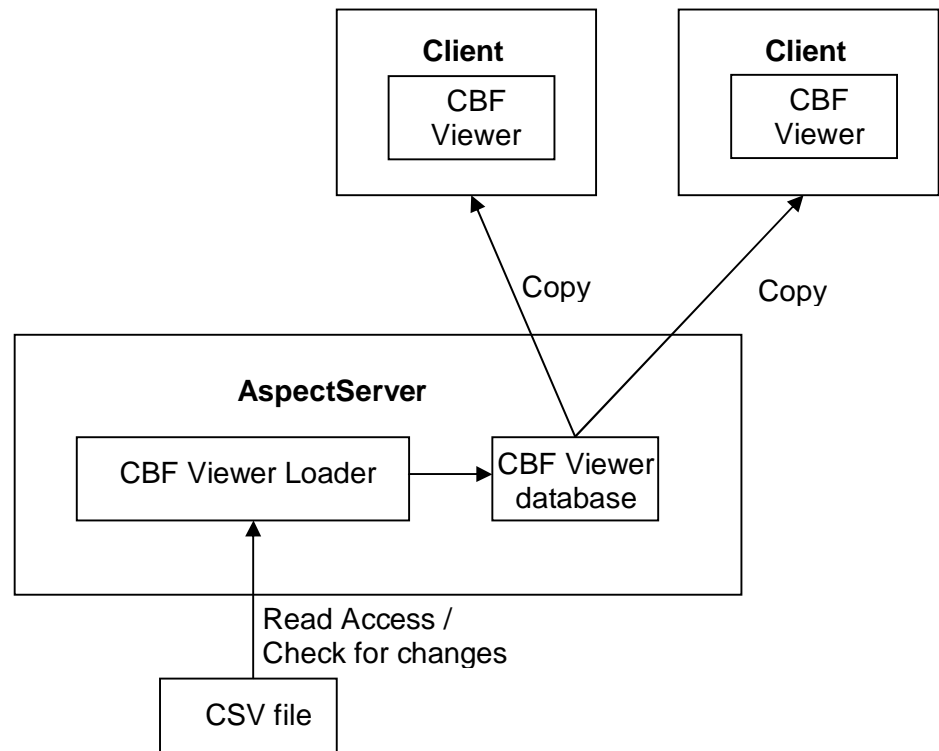 Client
CBF
Viewer
Client
CBF
Viewer
Copy
Copy
AspectServer
CBF Viewer Loader
CBF Viewer
database
Read Access /
Check for changes
CSV file